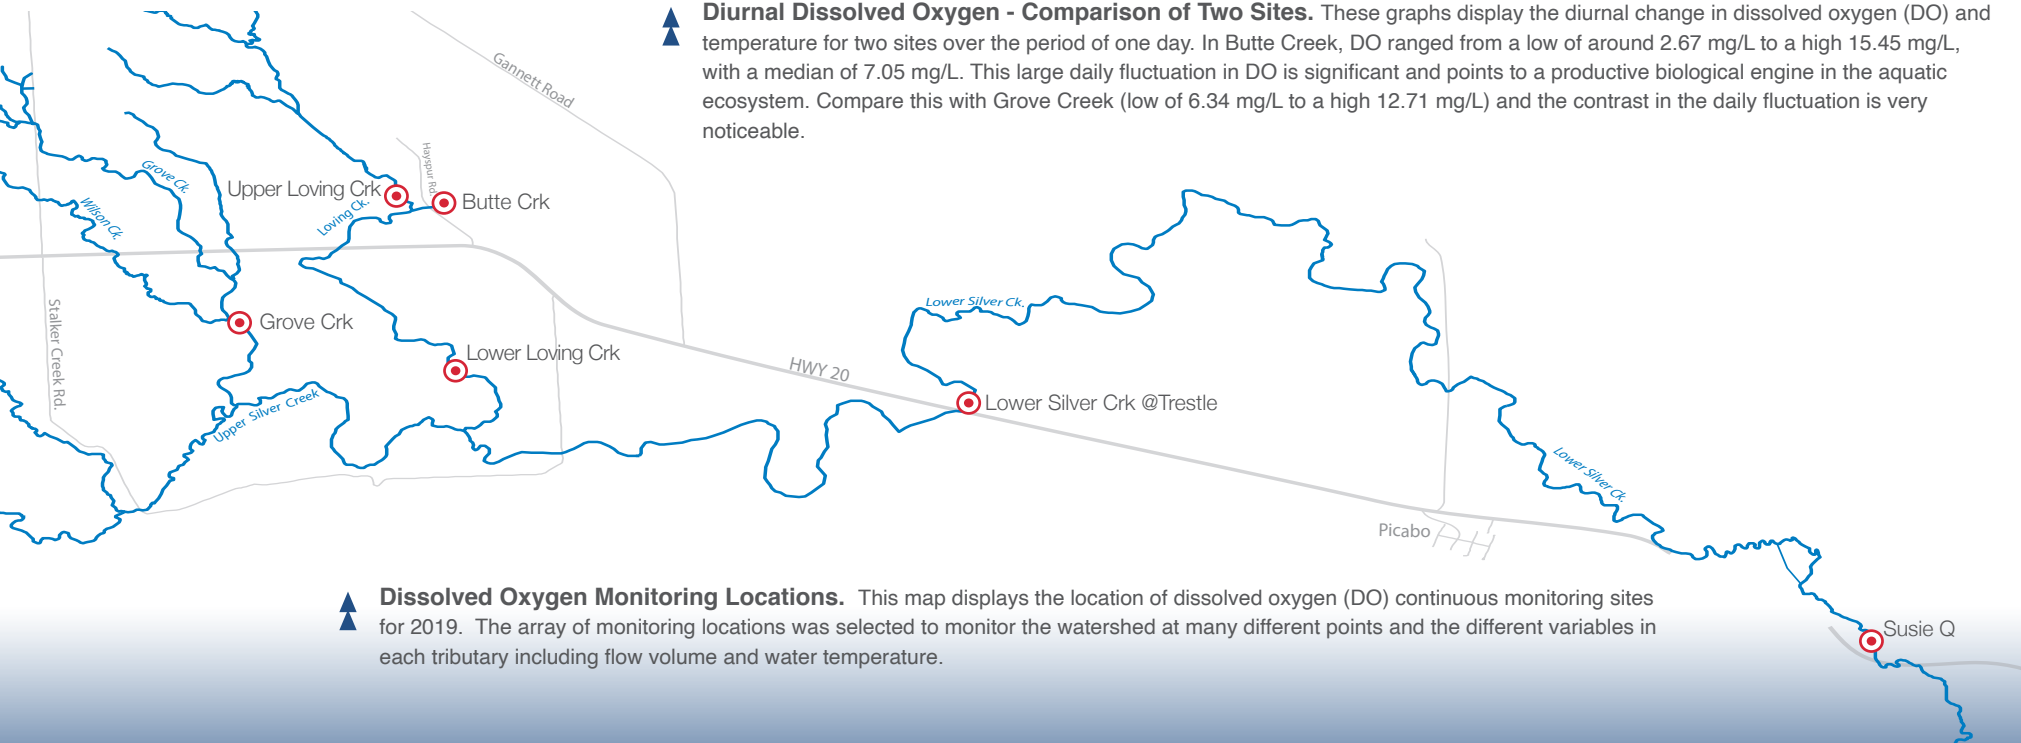 Diurnal Dissolved Oxygen - Comparison of Two Sites. These graphs display the diurnal change in dissolved oxygen (DO) and
temperature for two sites over the period of one day. In Butte Creek, DO ranged from a low of around 2.67 mg/L to a high 15.45 mg/L,
with a median of 7.05 mg/L. This large daily fluctuation in DO is significant and points to a productive biological engine in the aquatic
ecosystem. Compare this with Grove Creek (low of 6.34 mg/L to a high 12.71 mg/L) and the contrast in the daily fluctuation is very
noticeable.
Gannett Road
Hayspur Rd.
Grove Ck.
Upper Loving Crk
Butte Crk
Wilson Ck.
Loving Ck.
Lower Silver Ck.
Stalker Creek Rd.
Grove Crk
Lower Loving Crk
HWY 20
Upper Silver Creek
Lower Silver Crk @Trestle
Lower Silver Ck.
Picabo
Dissolved Oxygen Monitoring Locations. This map displays the location of dissolved oxygen (DO) continuous monitoring sites
for 2019. The array of monitoring locations was selected to monitor the watershed at many different points and the different variables in
each tributary including flow volume and water temperature.
Susie Q